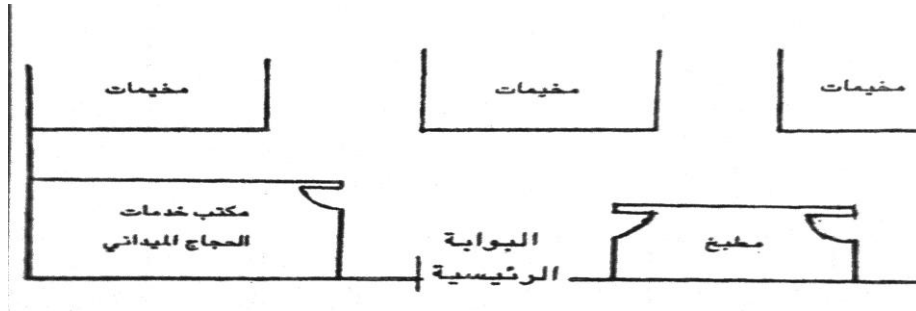 مخيمات
مخيمات
مخيمات
مكتب خدمات
الحجاج الميداني
البوابة
الرئيسية
مطبخ